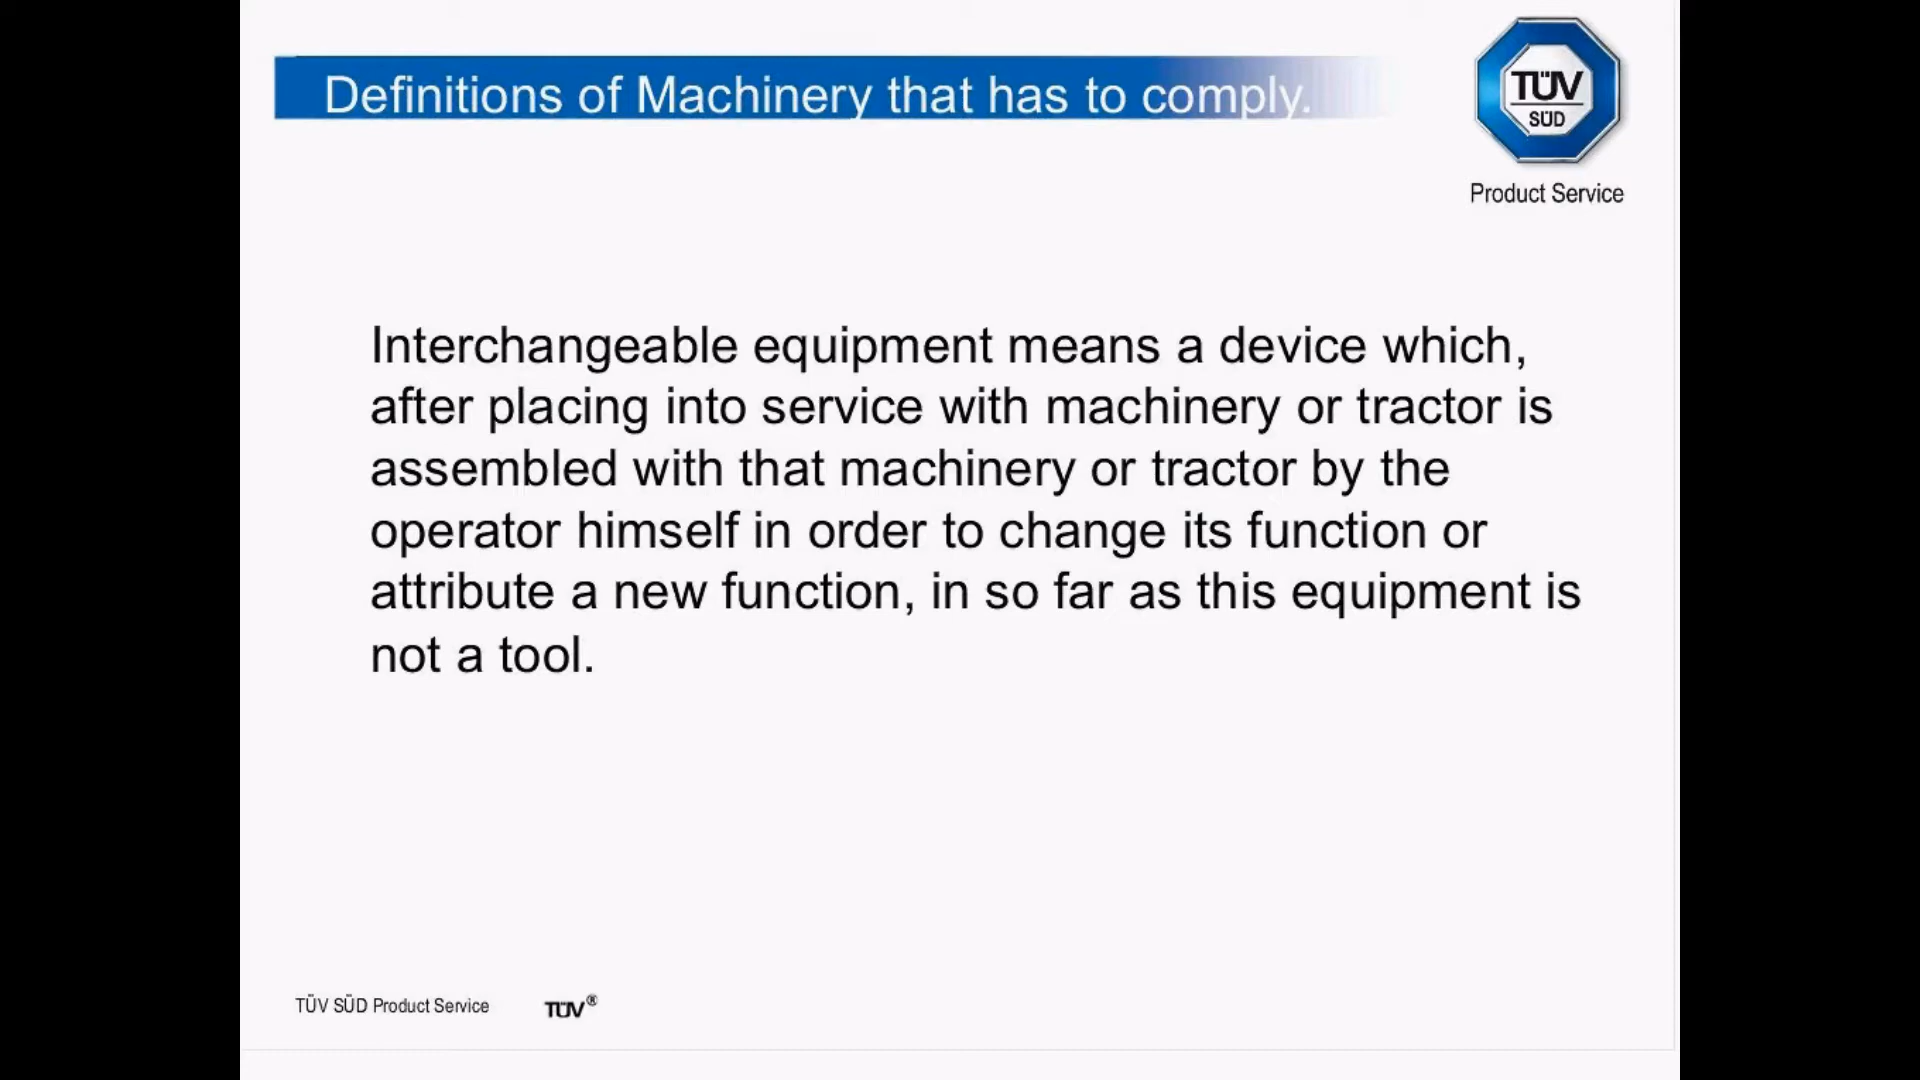 Definitions of Machinery that has to comply.
TÜV
SÜD
Product Service
Interchangeable equipment means a device which,
after placing into service with machinery or tractor is
assembled with that machinery or tractor by the
operator himself in order to change its function or
attribute a new function, in so far as this equipment is
not a tool.
TÜV SÜD Product Service TÜV®